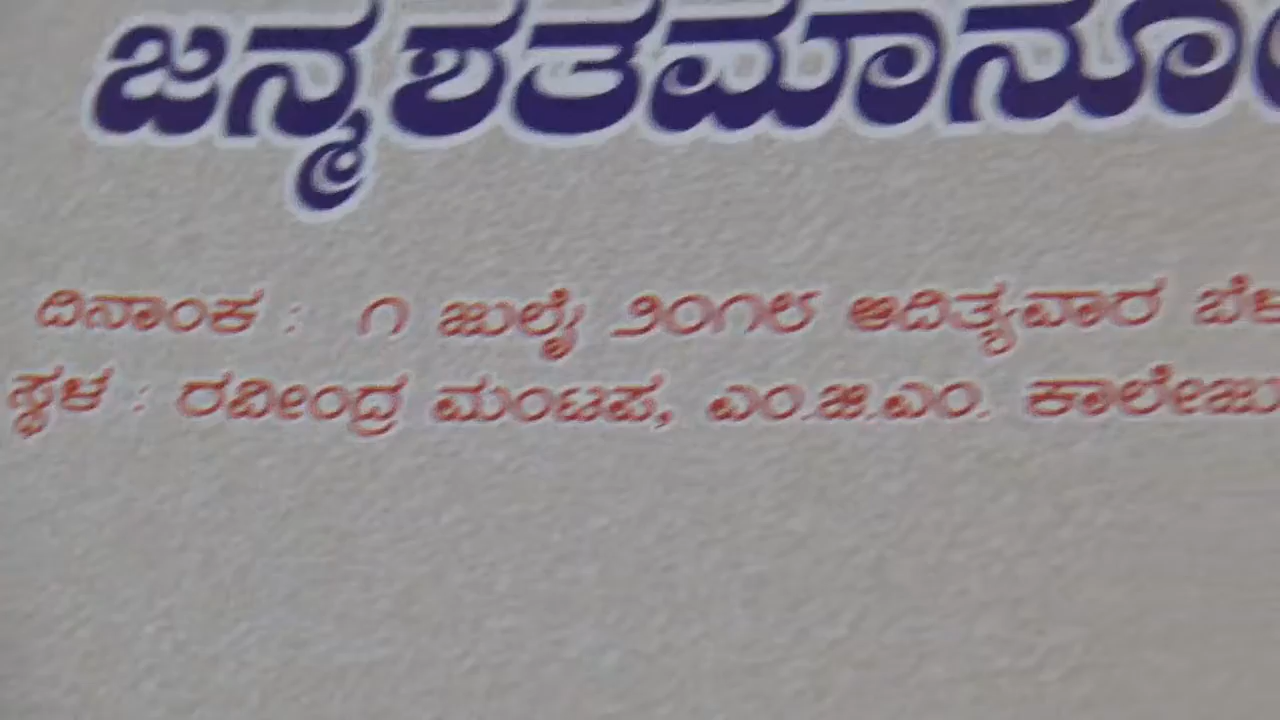 ಜನ್ಮಶತಮಾನೋ
ದಿನಾಂಕ : ೧ ಜುಲೈ ೨೦೧೮ ಆದಿತ್ಯವಾರ ಬೆಳ
ಸ್ಥಳ : ರವೀಂದ್ರ ಮಂಟಪ, ಎಂ.ಜಿ.ಎಂ. ಕಾಲೇಜು